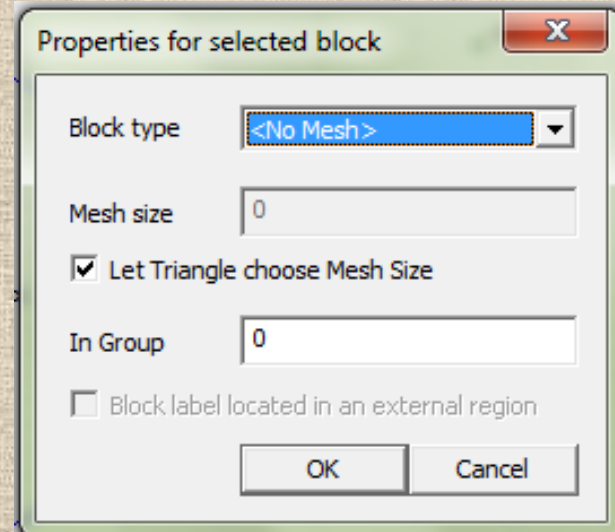 Properties for selected block
Block type <No Mesh>
Mesh size 0
Let Triangle choose Mesh Size
In Group 0
Block label located in an external region
OK Cancel